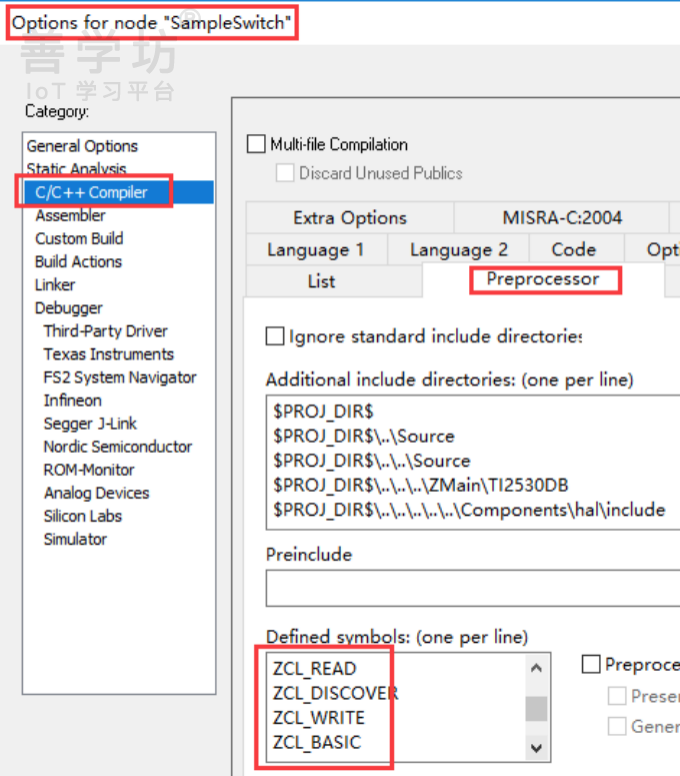 Options for node "SampleSwitch"
善学坊®
IoT 学习平台
Category:
General Options
Static Analysis
C/C++ Compiler
Assembler
Custom Build
Build Actions
Linker
Debugger
Third-Party Driver
Texas Instruments
FS2 System Navigator
Infineon
Segger J-Link
Nordic Semiconductor
ROM-Monitor
Analog Devices
Silicon Labs
Simulator
Multi-file Compilation
Discard Unused Publics
Extra Options MISRA-C:2004
Language 1 Language 2 Code Opti
List Preprocessor
Ignore standard include directories
Additional include directories: (one per line)
$PROJ_DIR$
$PROJ_DIR$\..\Source
$PROJ_DIR$\..\..\Source
$PROJ_DIR$\..\..\..\ZMain\TI2530DB
$PROJ_DIR$\..\..\..\..\..\Components\hal\include
Preinclude
Defined symbols: (one per line)
ZCL_READ
ZCL_DISCOVER
ZCL_WRITE
ZCL_BASIC
Preproce
Preser
Gener